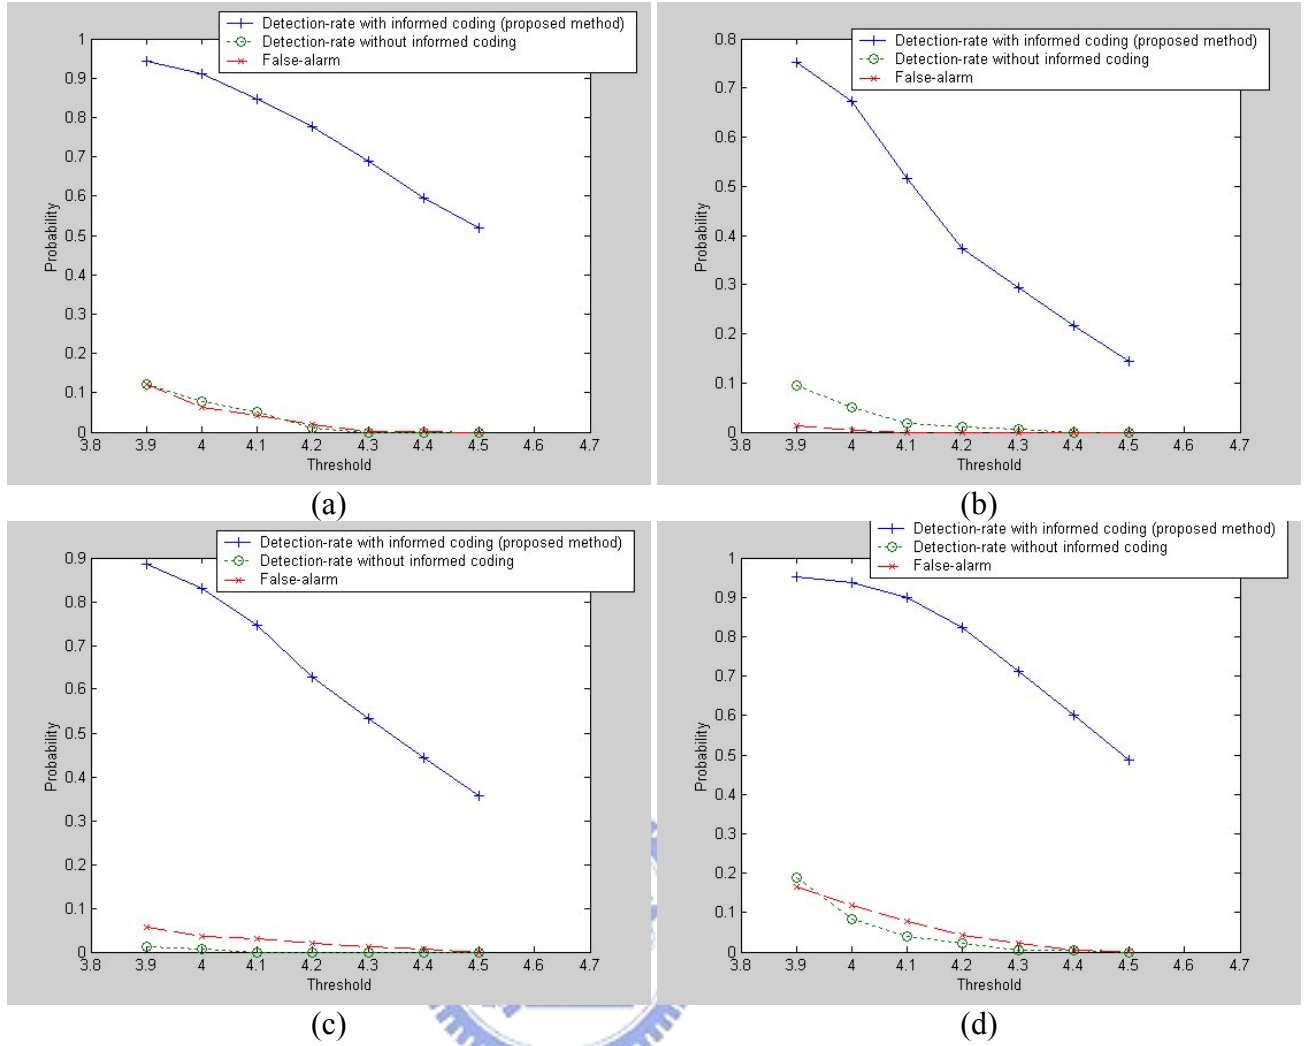 Detection-rate with informed coding (proposed method)
Detection-rate without informed coding
False-alarm
1
0.9
0.8
0.7
0.6
0.5
0.4
0.3
0.2
0.1
0
Probability
3.8 3.9 4 4.1 4.2 4.3 4.4 4.5 4.6 4.7
Threshold
(a)
Detection-rate with informed coding (proposed method)
Detection-rate without informed coding
False-alarm
0.8
0.7
0.6
0.5
0.4
0.3
0.2
0.1
0
Probability
3.8 3.9 4 4.1 4.2 4.3 4.4 4.5 4.6 4.7
Threshold
(b)
Detection-rate with informed coding (proposed method)
Detection-rate without informed coding
False-alarm
0.9
0.8
0.7
0.6
0.5
0.4
0.3
0.2
0.1
0
Probability
3.8 3.9 4 4.1 4.2 4.3 4.4 4.5 4.6 4.7
Threshold
(c)
Detection-rate with informed coding (proposed method)
Detection-rate without informed coding
False-alarm
1
0.9
0.8
0.7
0.6
0.5
0.4
0.3
0.2
0.1
0
Probability
3.8 3.9 4 4.1 4.2 4.3 4.4 4.5 4.6 4.7
Threshold
(d)